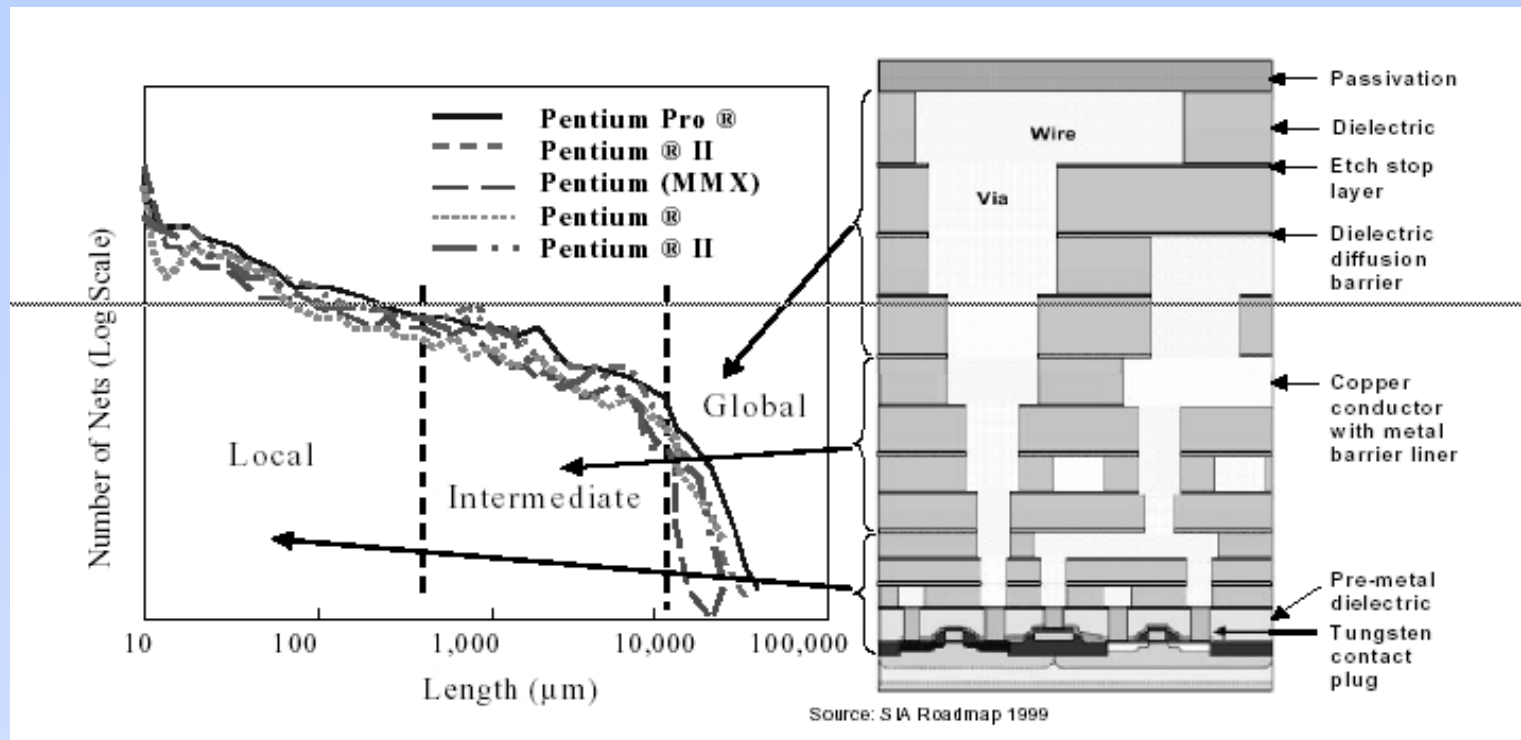 Pentium Pro ®
Pentium ® II
Pentium (MMX)
Pentium ®
Pentium ® II
Number of Nets (Log Scale)
Local
Intermediate
Global
10
100
1,000
10,000
100,000
Length (µm)
Wire
Via
Passivation
Dielectric
Etch stop
layer
Dielectric
diffusion
barrier
Copper
conductor
with metal
barrier liner
Pre-metal
dielectric
Tungsten
contact
plug
Source: SIA Roadmap 1999